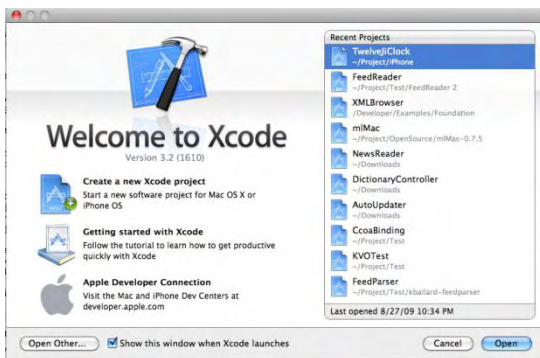 Welcome to Xcode
Version 3.2 (1610)
Create a new Xcode project
Start a new software project for Mac OS X or
iPhone OS
Getting started with Xcode
Follow the tutorial to learn how to get productive
quickly with Xcode
Apple Developer Connection
Visit the Mac and iPhone Dev Centers at
developer.apple.com
Recent Projects
TwelveJiClock
~/Project/iPhone
FeedReader
~/Project/Test/FeedReader 2
XMLBrowser
/Developer/Examples/Foundation
mlMac
~/Project/OpenSource/mlMac-0.7.5
NewsReader
~/Downloads
DictionaryController
~/Downloads
AutoUpdater
~/Downloads
CcoaBinding
~/Project/Test
KVOTest
~/Project/Test
FeedParser
~/Project/Test/kballard-feedparser
Last opened 8/27/09 10:34 PM
Open Other...
Show this window when Xcode launches
Cancel
Open